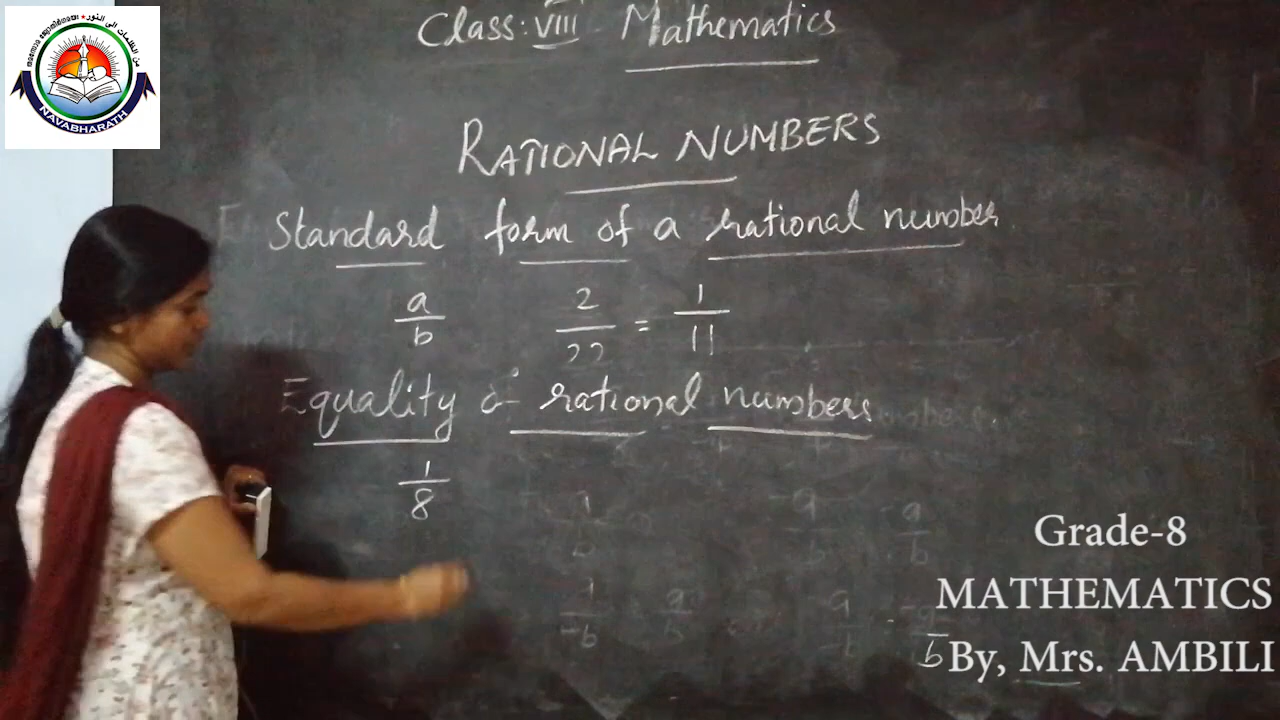 Class: VIII Mathematics
RATIONAL NUMBERS
Standard form of a rational number
a/b 2/22 = 1/11
Equality of rational numbers
1/8
NAVABHARATH
Grade-8
MATHEMATICS
By, Mrs. AMBILI